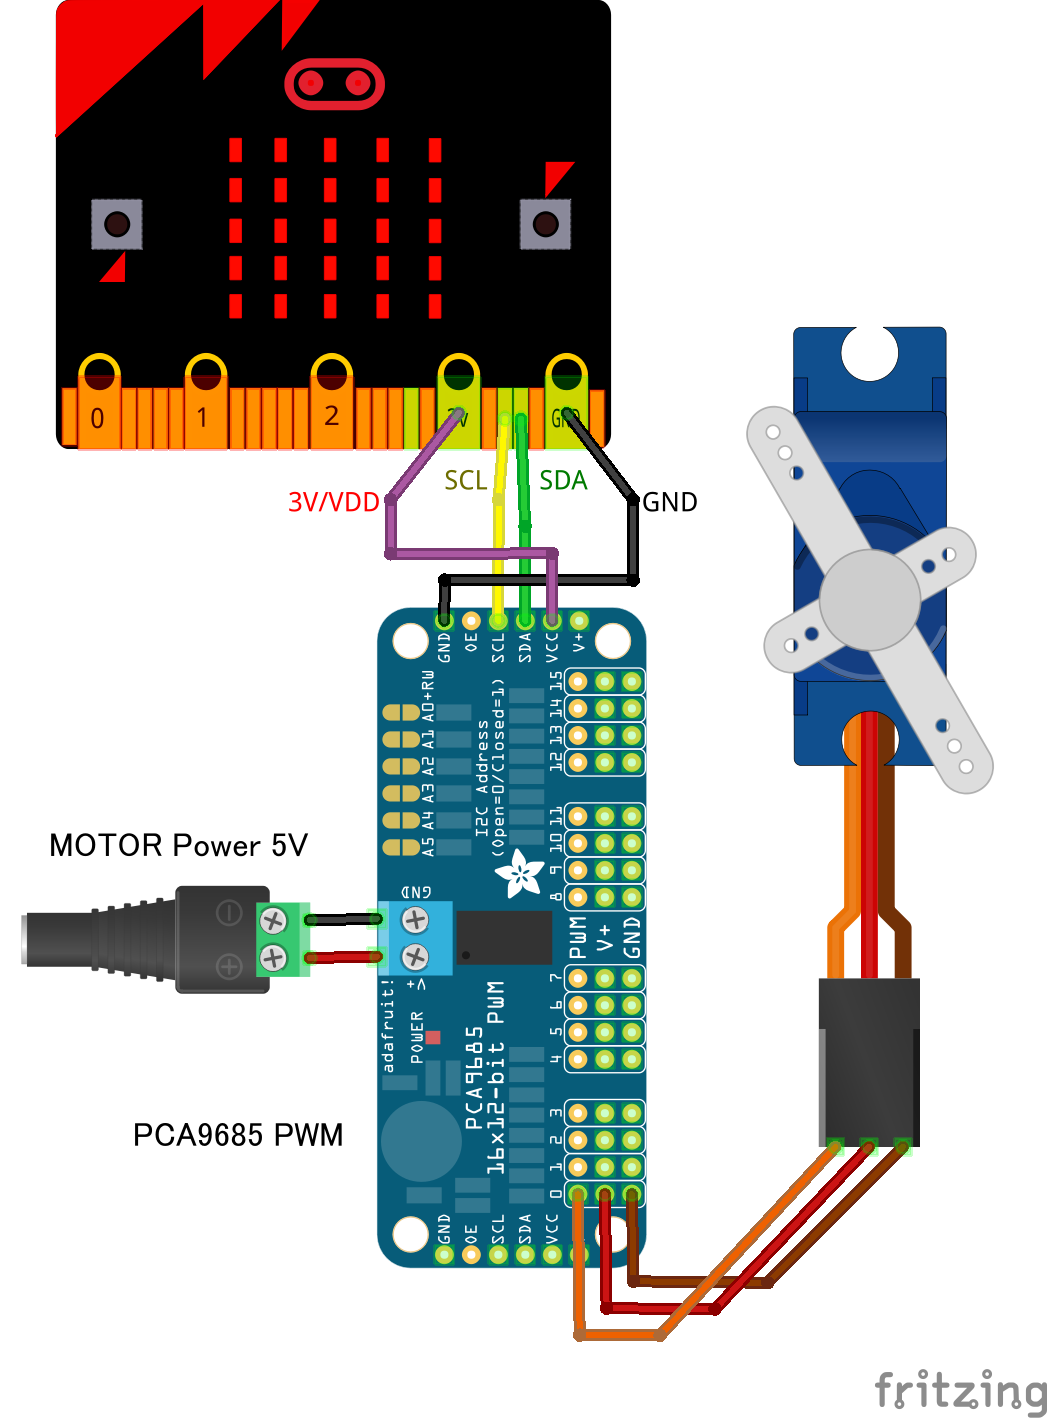 0
1
2
3V
GND
SCL
SDA
3V/VDD
GND
GND
OE
SCL
SDA
VCC
V+
A0+RW
A1
A2
A3
A4
A5
I2C Address
(Open=0/Closed=1)
15
14
13
12
11
10
9
8
MOTOR Power 5V
GND
PWM
V+
GND
V+
adafruit!
POWER
PCA9685
16x12-bit PWM
7
6
5
4
PCA9685 PWM
3
2
1
0
GND
OE
SCL
SDA
VCC
fritzing